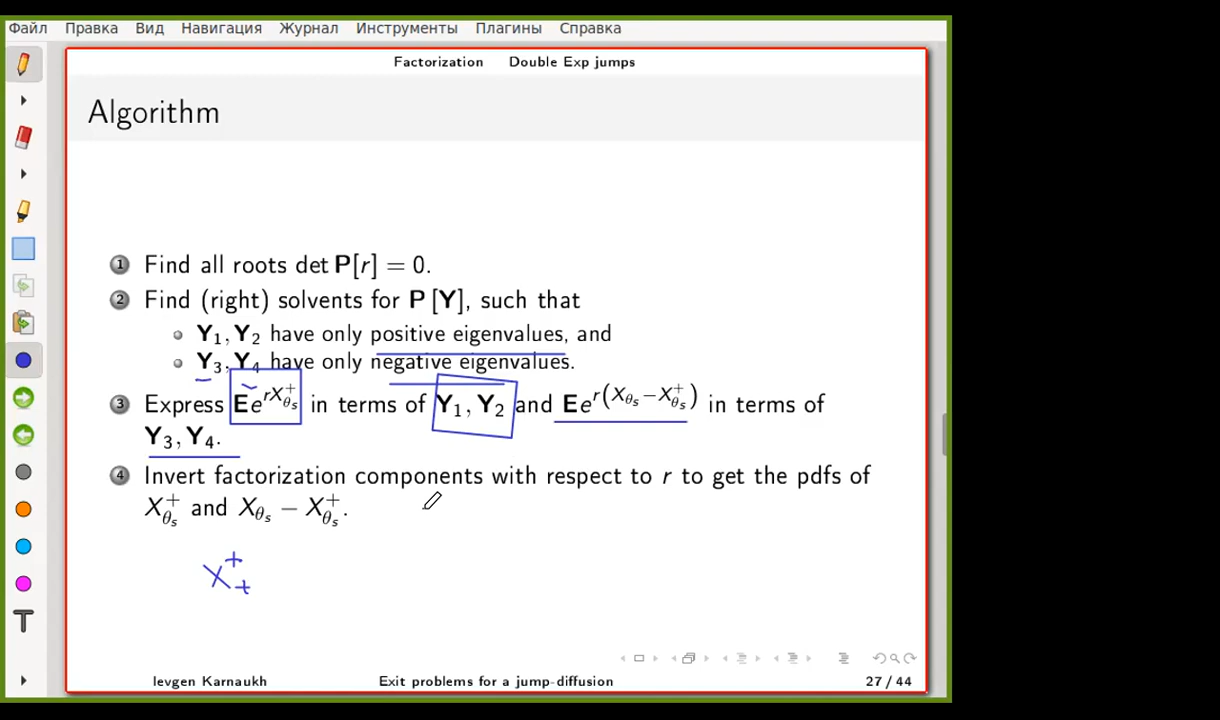 Файл Правка Вид Навигация Журнал Инструменты Плагины Справка
Factorization Double Exp jumps
Algorithm
1 Find all roots det P[r] = 0.
2 Find (right) solvents for P [Y], such that
Y₁, Y₂ have only positive eigenvalues, and
Y₃, Y₄ have only negative eigenvalues.
3 Express E e^{rX⁺_{θₛ}} in terms of Y₁, Y₂ and E e^{r(X_{θₛ} − X⁺_{θₛ})} in terms of
Y₃, Y₄.
4 Invert factorization components with respect to r to get the pdfs of
X⁺_{θₛ} and X_{θₛ} − X⁺_{θₛ}.
X⁺_t
T
Ievgen Karnaukh Exit problems for a jump-diffusion 27 / 44